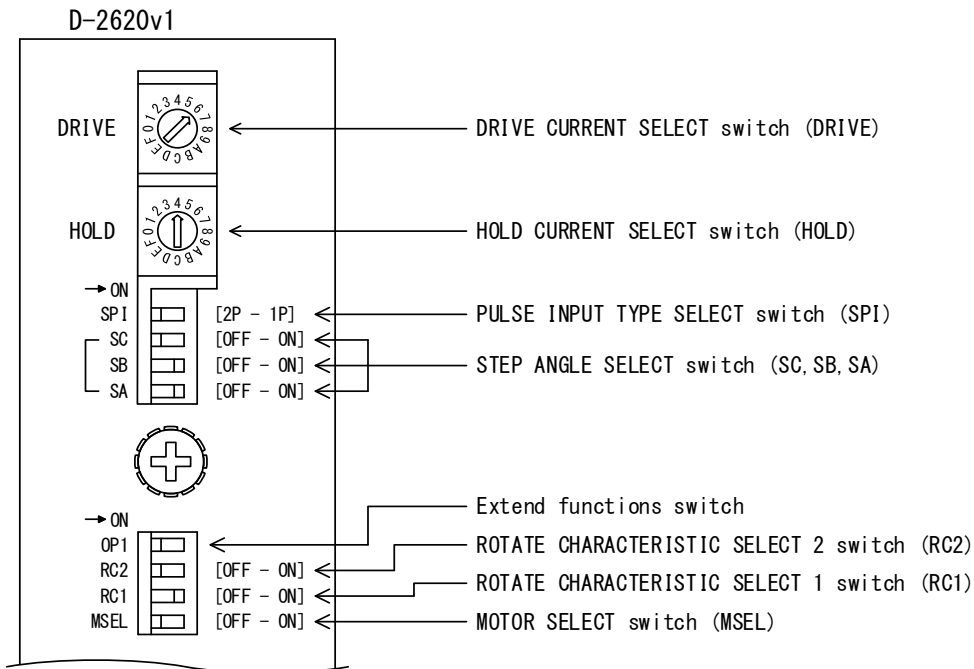 D-2620v1
0123456789ABCDEF
DRIVE
DRIVE CURRENT SELECT switch (DRIVE)
0123456789ABCDEF
HOLD
HOLD CURRENT SELECT switch (HOLD)
→ ON
SPI [2P - 1P] PULSE INPUT TYPE SELECT switch (SPI)
SC [OFF - ON]
SB [OFF - ON] STEP ANGLE SELECT switch (SC,SB,SA)
SA [OFF - ON]
Extend functions switch
→ ON
OP1
ROTATE CHARACTERISTIC SELECT 2 switch (RC2)
RC2 [OFF - ON]
ROTATE CHARACTERISTIC SELECT 1 switch (RC1)
RC1 [OFF - ON]
MSEL [OFF - ON] MOTOR SELECT switch (MSEL)